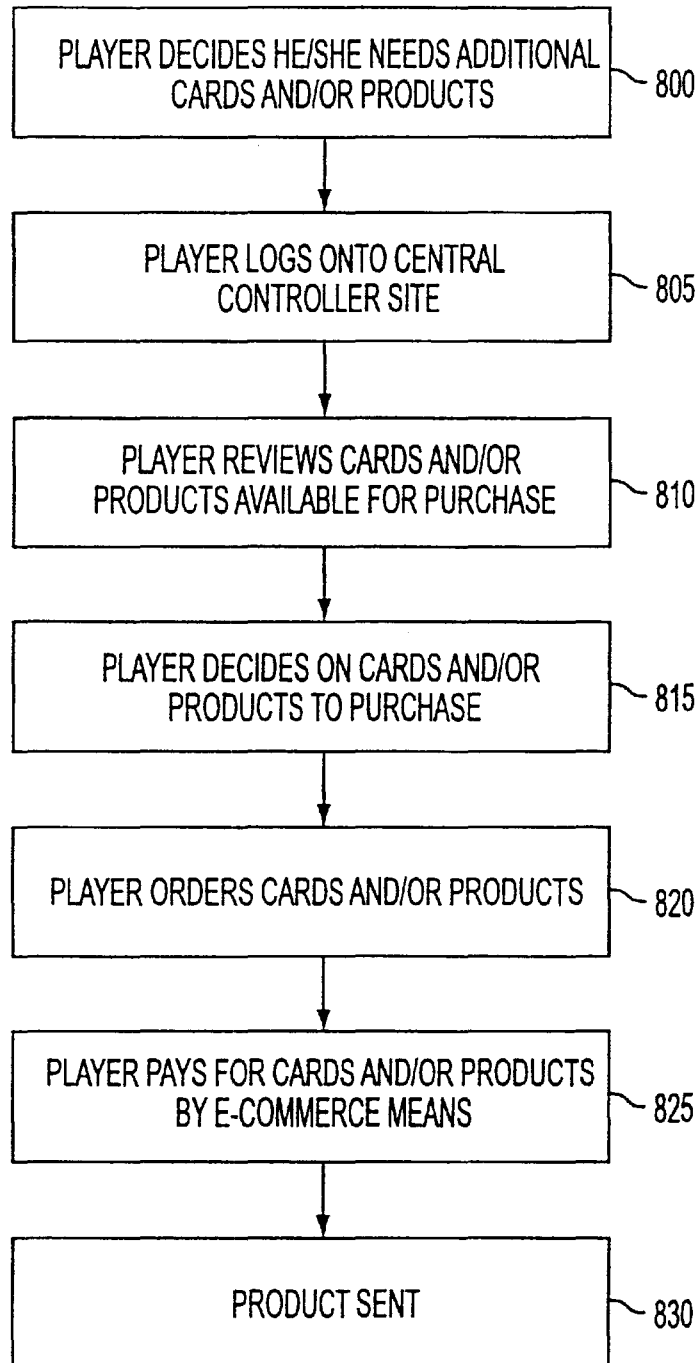 PLAYER DECIDES HE/SHE NEEDS ADDITIONAL
CARDS AND/OR PRODUCTS
800
PLAYER LOGS ONTO CENTRAL
CONTROLLER SITE
805
PLAYER REVIEWS CARDS AND/OR
PRODUCTS AVAILABLE FOR PURCHASE
810
PLAYER DECIDES ON CARDS AND/OR
PRODUCTS TO PURCHASE
815
PLAYER ORDERS CARDS AND/OR PRODUCTS
820
PLAYER PAYS FOR CARDS AND/OR PRODUCTS
BY E-COMMERCE MEANS
825
PRODUCT SENT
830